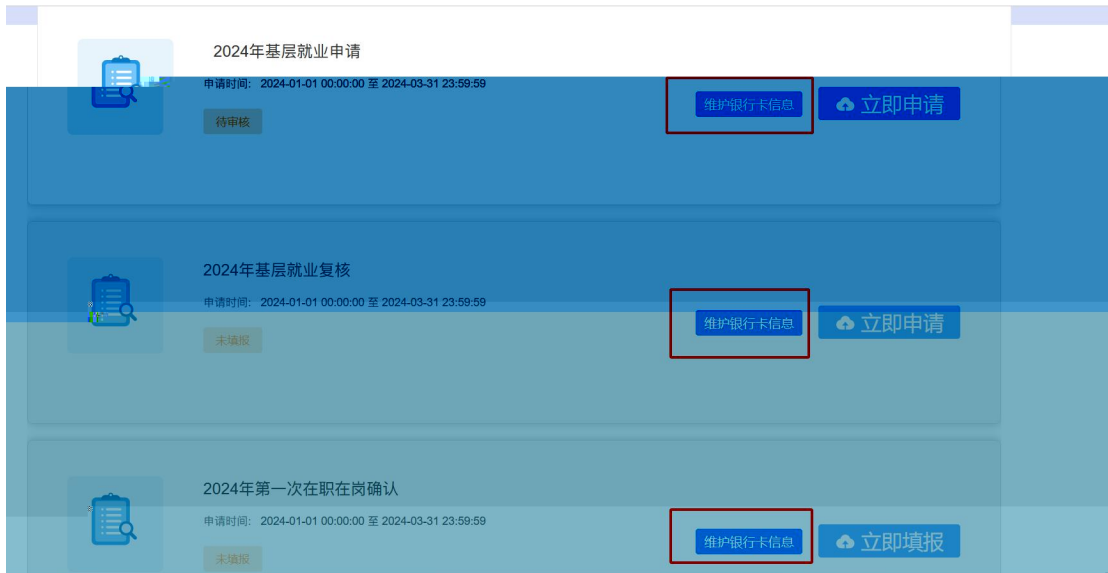 2024年基层就业申请
申请时间： 2024-01-01 00:00:00 至 2024-03-31 23:59:59
维护银行卡信息 立即申请
待审核
2024年基层就业复核
申请时间： 2024-01-01 00:00:00 至 2024-03-31 23:59:59
维护银行卡信息 立即申请
未填报
2024年第一次在职在岗确认
申请时间： 2024-01-01 00:00:00 至 2024-03-31 23:59:59
维护银行卡信息 立即填报
未填报